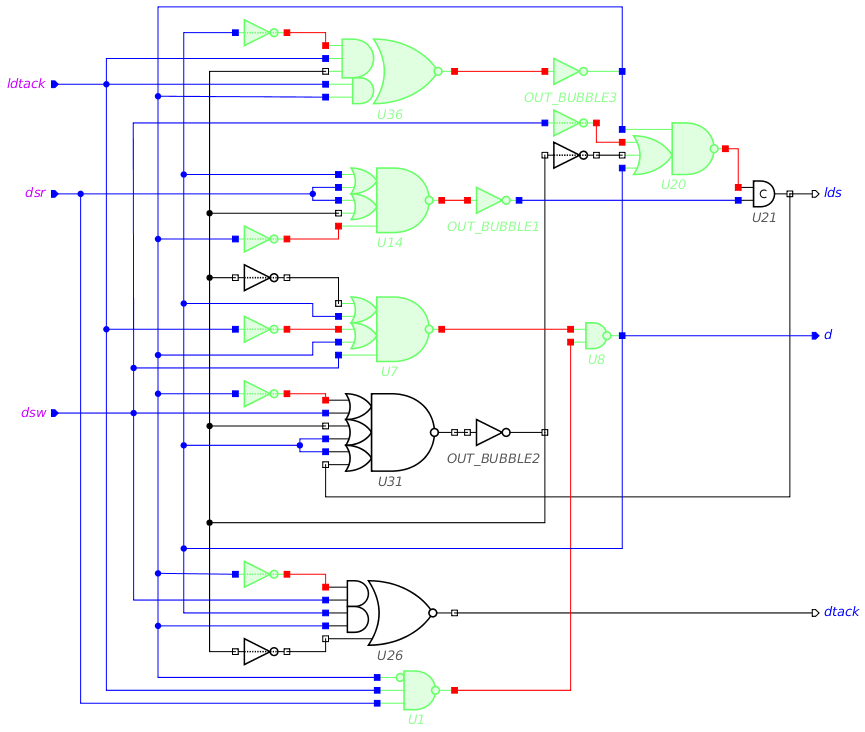 OUT_BUBBLE3
ldtack
U36
U20
dsr
lds
C
U21
OUT_BUBBLE1
U14
d
U8
U7
dsw
OUT_BUBBLE2
U31
dtack
U26
U1